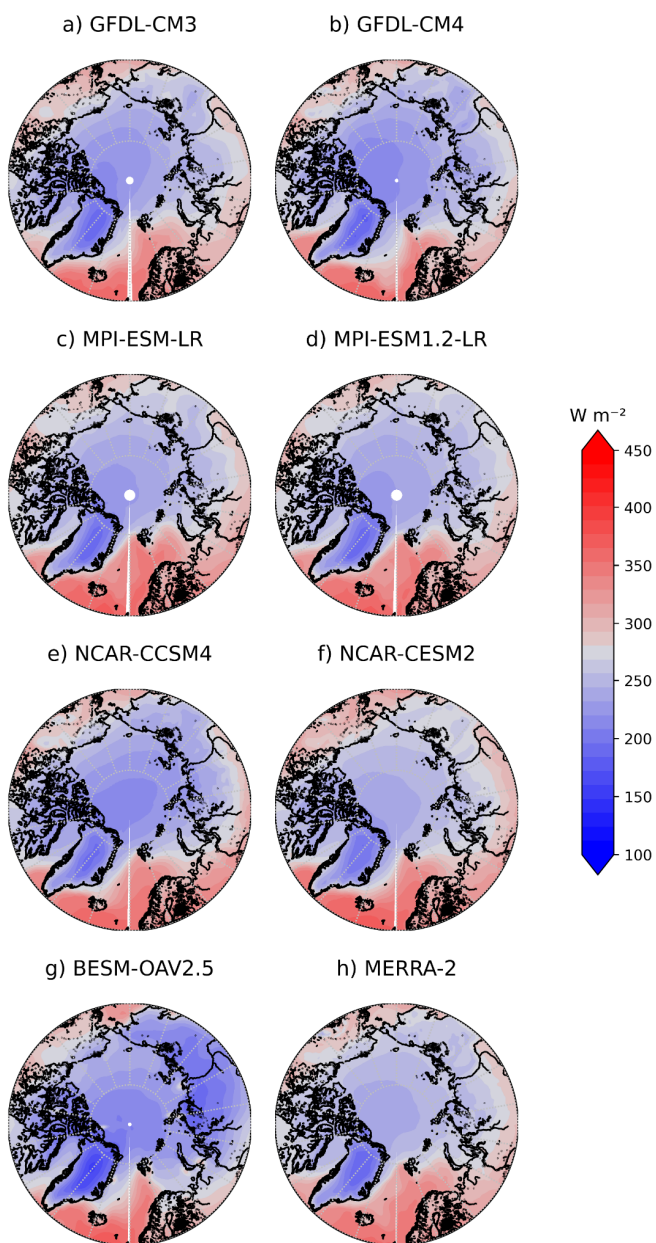 a) GFDL-CM3
b) GFDL-CM4
c) MPI-ESM-LR
d) MPI-ESM1.2-LR
W m⁻²
450
400
350
300
250
200
150
100
e) NCAR-CCSM4
f) NCAR-CESM2
g) BESM-OAV2.5
h) MERRA-2